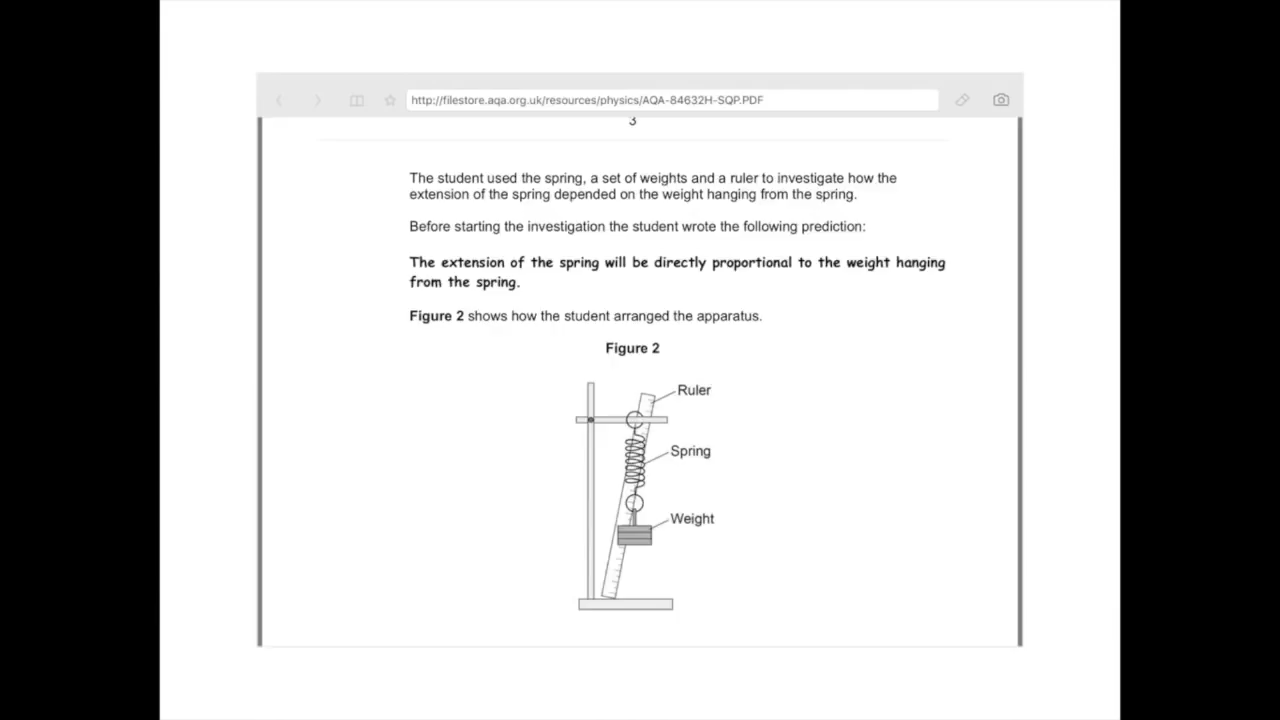 http://filestore.aqa.org.uk/resources/physics/AQA-84632H-SQP.PDF
3
The student used the spring, a set of weights and a ruler to investigate how the
extension of the spring depended on the weight hanging from the spring.
Before starting the investigation the student wrote the following prediction:
The extension of the spring will be directly proportional to the weight hanging
from the spring.
Figure 2 shows how the student arranged the apparatus.
Figure 2
Ruler
Spring
Weight